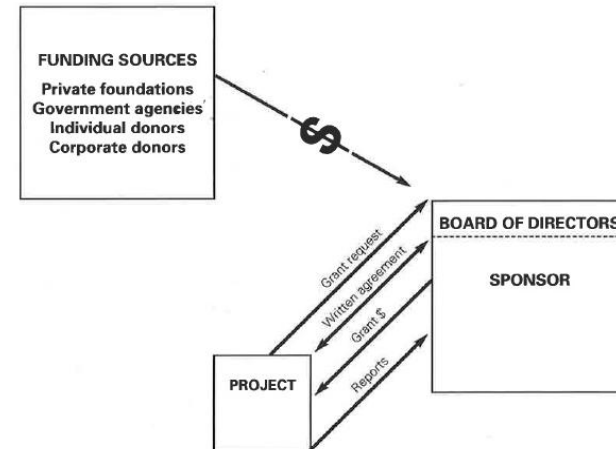 FUNDING SOURCES
Private foundations
Government agencies
Individual donors
Corporate donors
$
BOARD OF DIRECTORS
SPONSOR
Grant request
Written agreement
Grant $
Reports
PROJECT